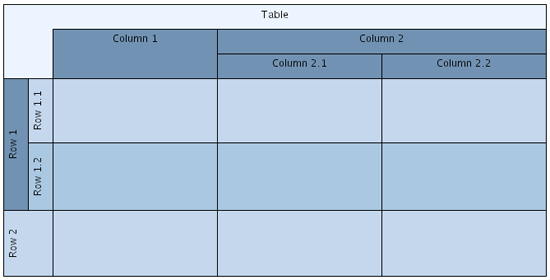 Table
Column 1
Column 2
Column 2.1
Column 2.2
Row 1
Row 1.1
Row 1.2
Row 2